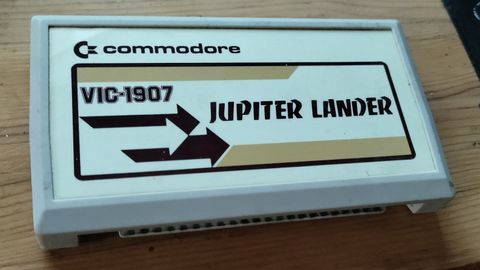 commodore
VIC-1907
JUPITER LANDER